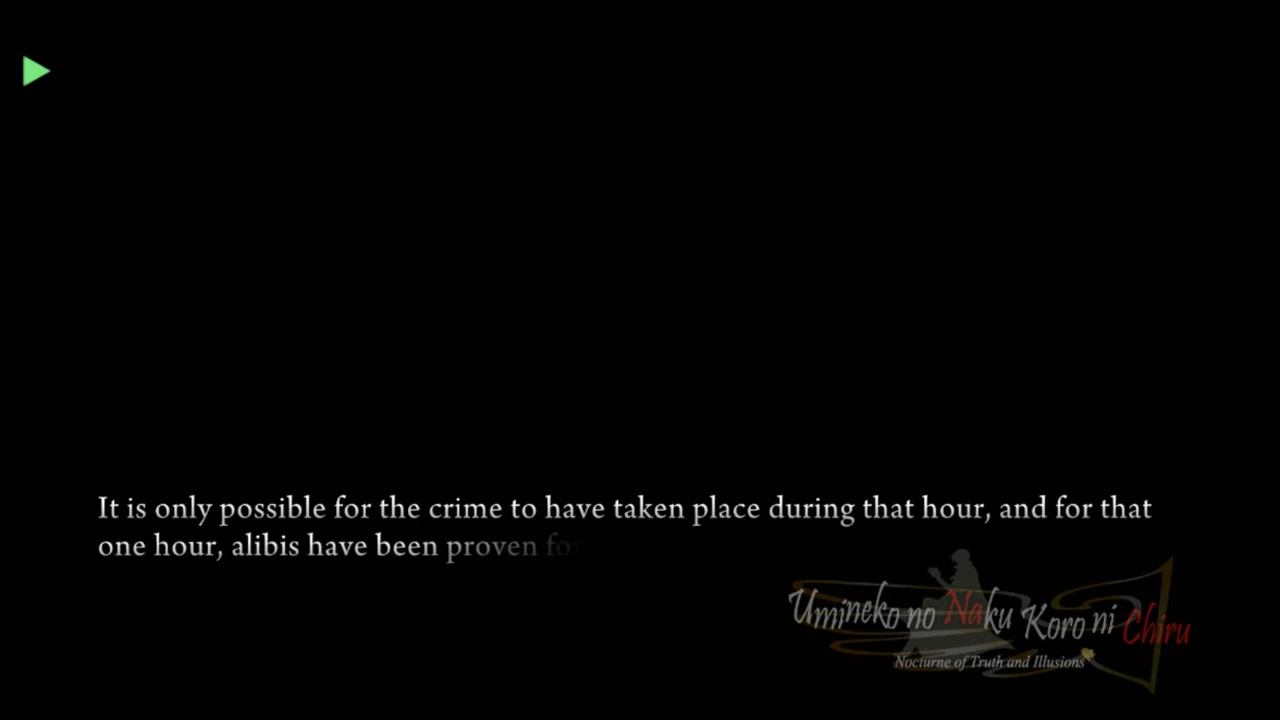 It is only possible for the crime to have taken place during that hour, and for that
one hour, alibis have been proven
Umineko no Naku Koro ni Chiru
Nocturne of Truth and Illusions